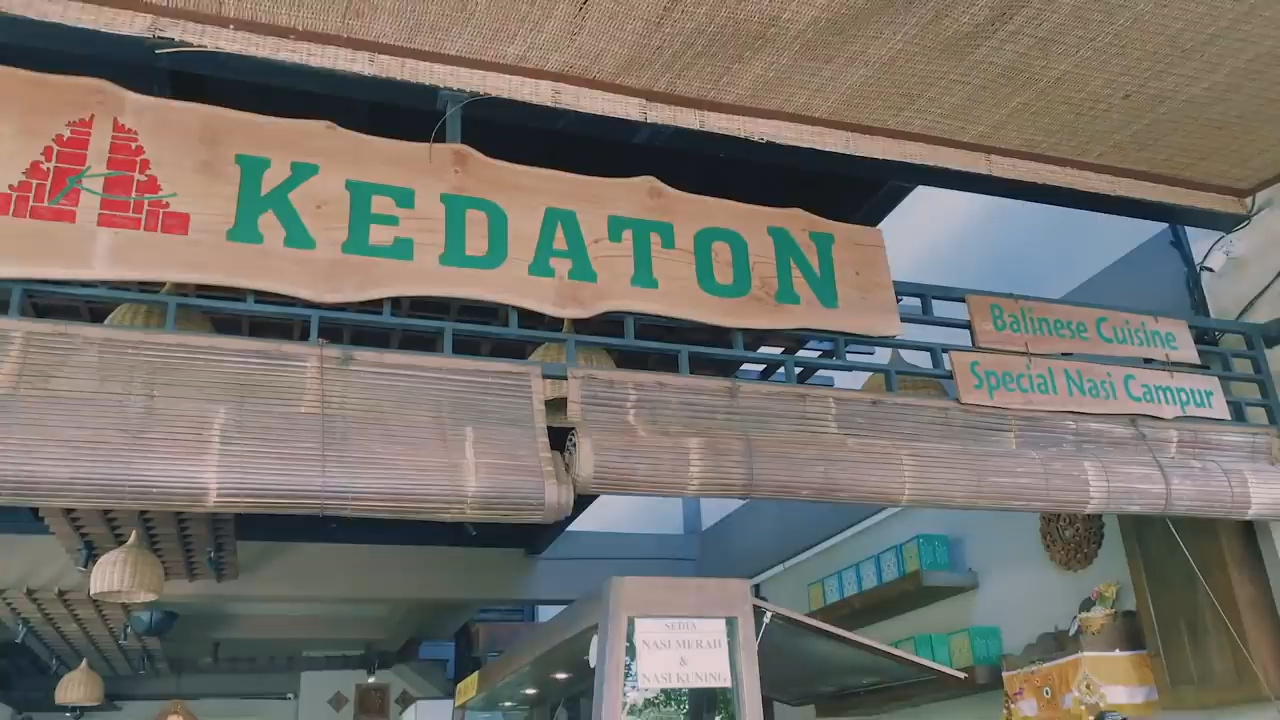 KEDATON
Balinese Cuisine
Special Nasi Campur
SEDIA
NASI MERAH
&
NASI KUNING